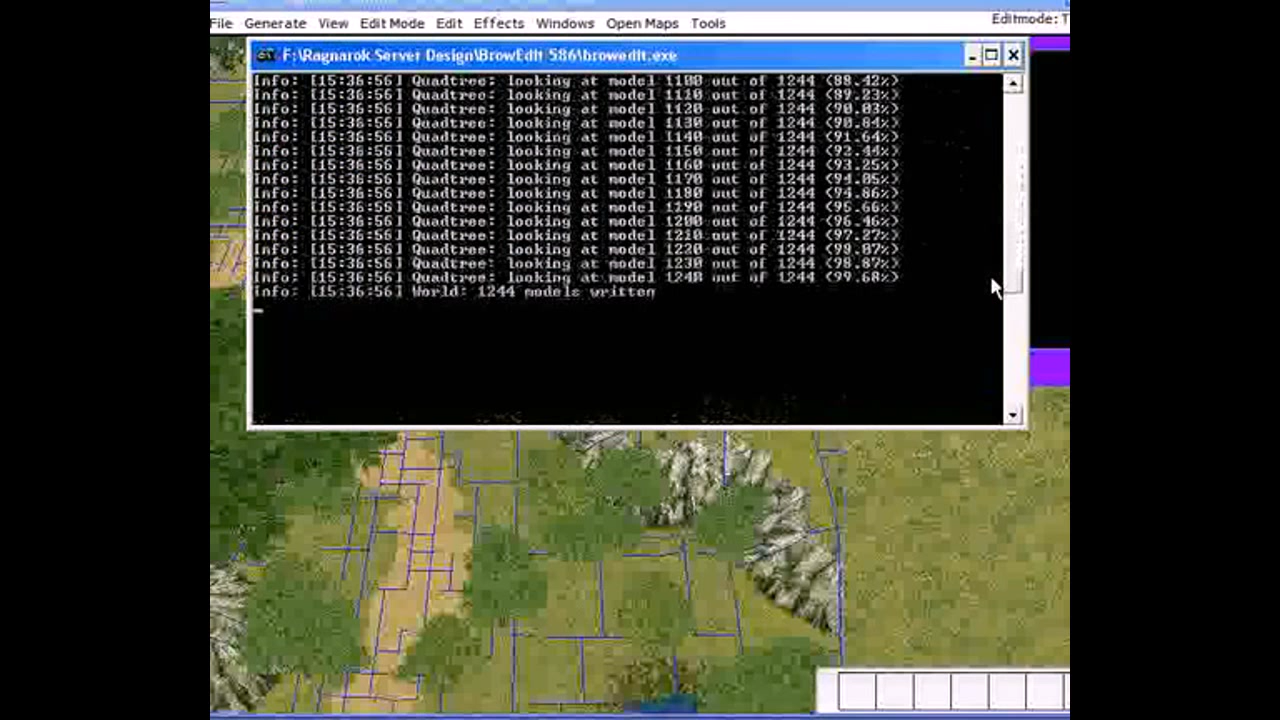 File Generate View Edit Mode Edit Effects Windows Open Maps Tools Editmode: T
F:\Ragnarok Server Design\BrowEdit 586\browedit.exe
Info: [15:36:56] Quadtree: looking at model 1100 out of 1244 (88.42%)
Info: [15:36:56] Quadtree: looking at model 1110 out of 1244 (89.23%)
Info: [15:36:56] Quadtree: looking at model 1120 out of 1244 (90.03%)
Info: [15:36:56] Quadtree: looking at model 1130 out of 1244 (90.84%)
Info: [15:36:56] Quadtree: looking at model 1140 out of 1244 (91.64%)
Info: [15:36:56] Quadtree: looking at model 1150 out of 1244 (92.44%)
Info: [15:36:56] Quadtree: looking at model 1160 out of 1244 (93.25%)
Info: [15:36:56] Quadtree: looking at model 1170 out of 1244 (94.05%)
Info: [15:36:56] Quadtree: looking at model 1180 out of 1244 (94.86%)
Info: [15:36:56] Quadtree: looking at model 1190 out of 1244 (95.66%)
Info: [15:36:56] Quadtree: looking at model 1200 out of 1244 (96.46%)
Info: [15:36:56] Quadtree: looking at model 1210 out of 1244 (97.27%)
Info: [15:36:56] Quadtree: looking at model 1220 out of 1244 (98.07%)
Info: [15:36:56] Quadtree: looking at model 1230 out of 1244 (98.87%)
Info: [15:36:56] Quadtree: looking at model 1240 out of 1244 (99.68%)
Info: [15:36:56] World: 1244 models written